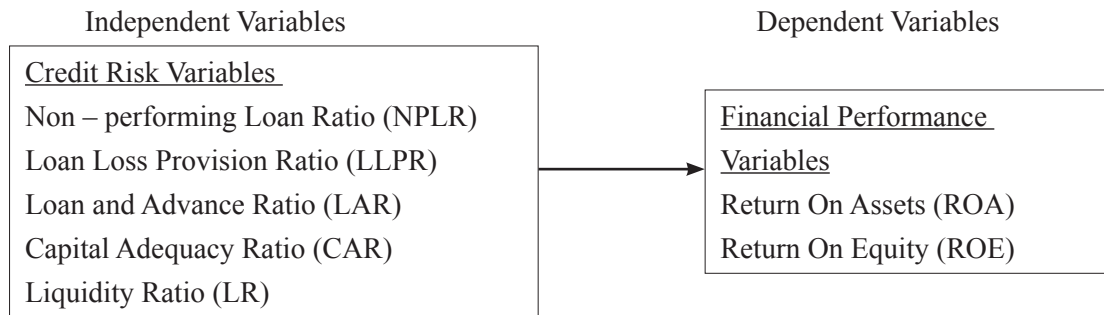 Independent Variables
Dependent Variables
Credit Risk Variables
Non – performing Loan Ratio (NPLR)
Loan Loss Provision Ratio (LLPR)
Loan and Advance Ratio (LAR)
Capital Adequacy Ratio (CAR)
Liquidity Ratio (LR)
Financial Performance
Variables
Return On Assets (ROA)
Return On Equity (ROE)